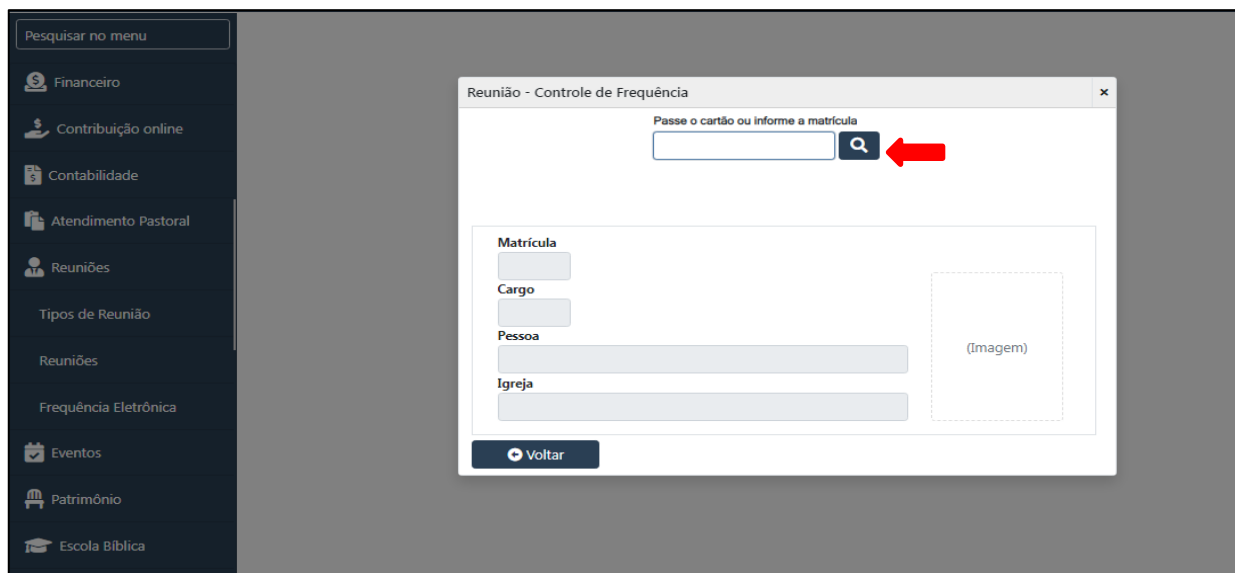 Pesquisar no menu
Financeiro
Contribuição online
Contabilidade
Atendimento Pastoral
Reuniões
Tipos de Reunião
Reuniões
Frequência Eletrônica
Eventos
Patrimônio
Escola Bíblica
Reunião - Controle de Frequência
Passe o cartão ou informe a matrícula
Matrícula
Cargo
Pessoa
(Imagem)
Igreja
Voltar